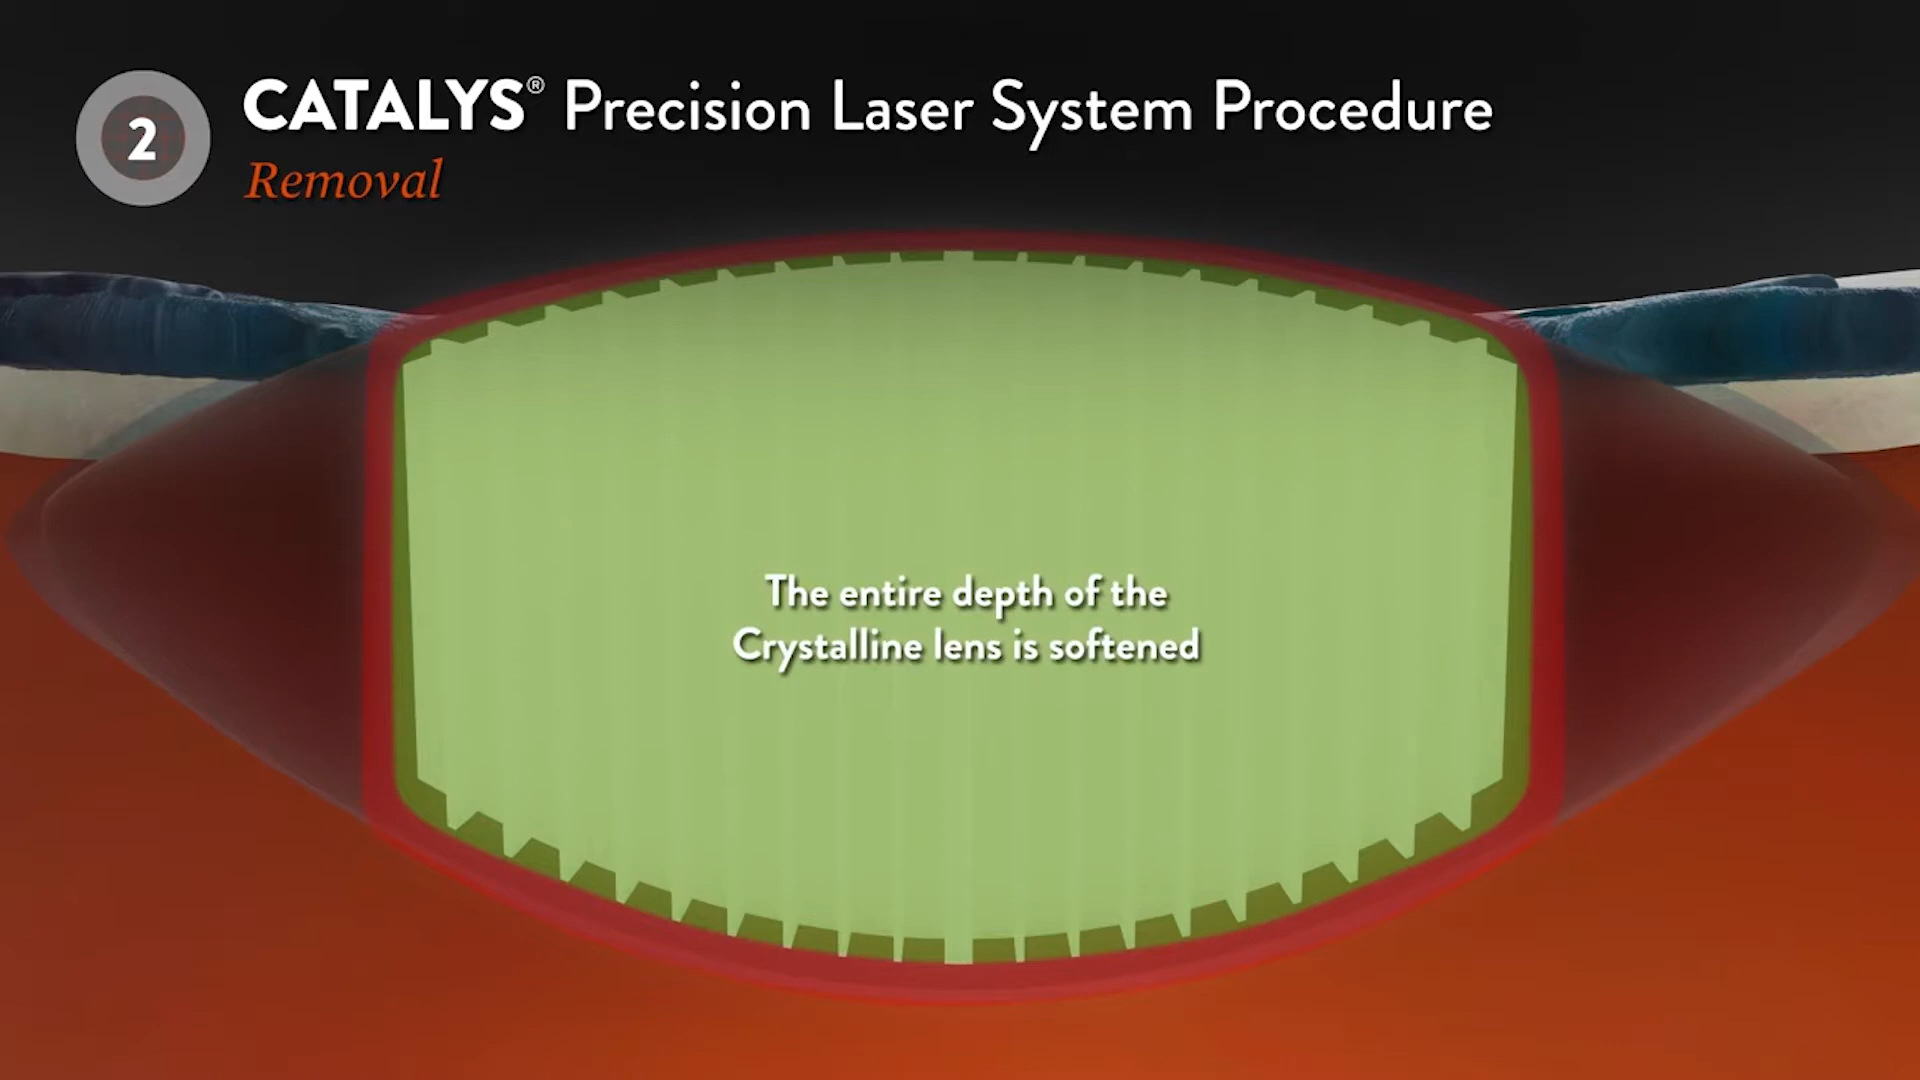 2
CATALYS® Precision Laser System Procedure
Removal
The entire depth of the
Crystalline lens is softened